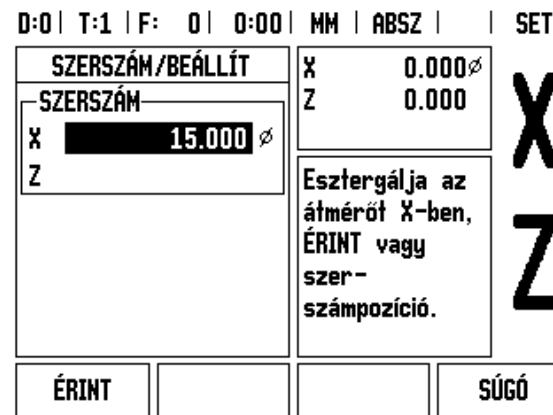 D:0 | T:1 | F: 0 | 0:00 | MM | ABSZ | | SET
SZERSZÁM/BEÁLLÍT
SZERSZÁM
X 15.000 ⌀
Z
X 0.000⌀
Z 0.000
Esztergálja az
átmérőt X-ben,
ÉRINT vagy
szer-
számpozíció.
X
Z
ÉRINT
SÚGÓ